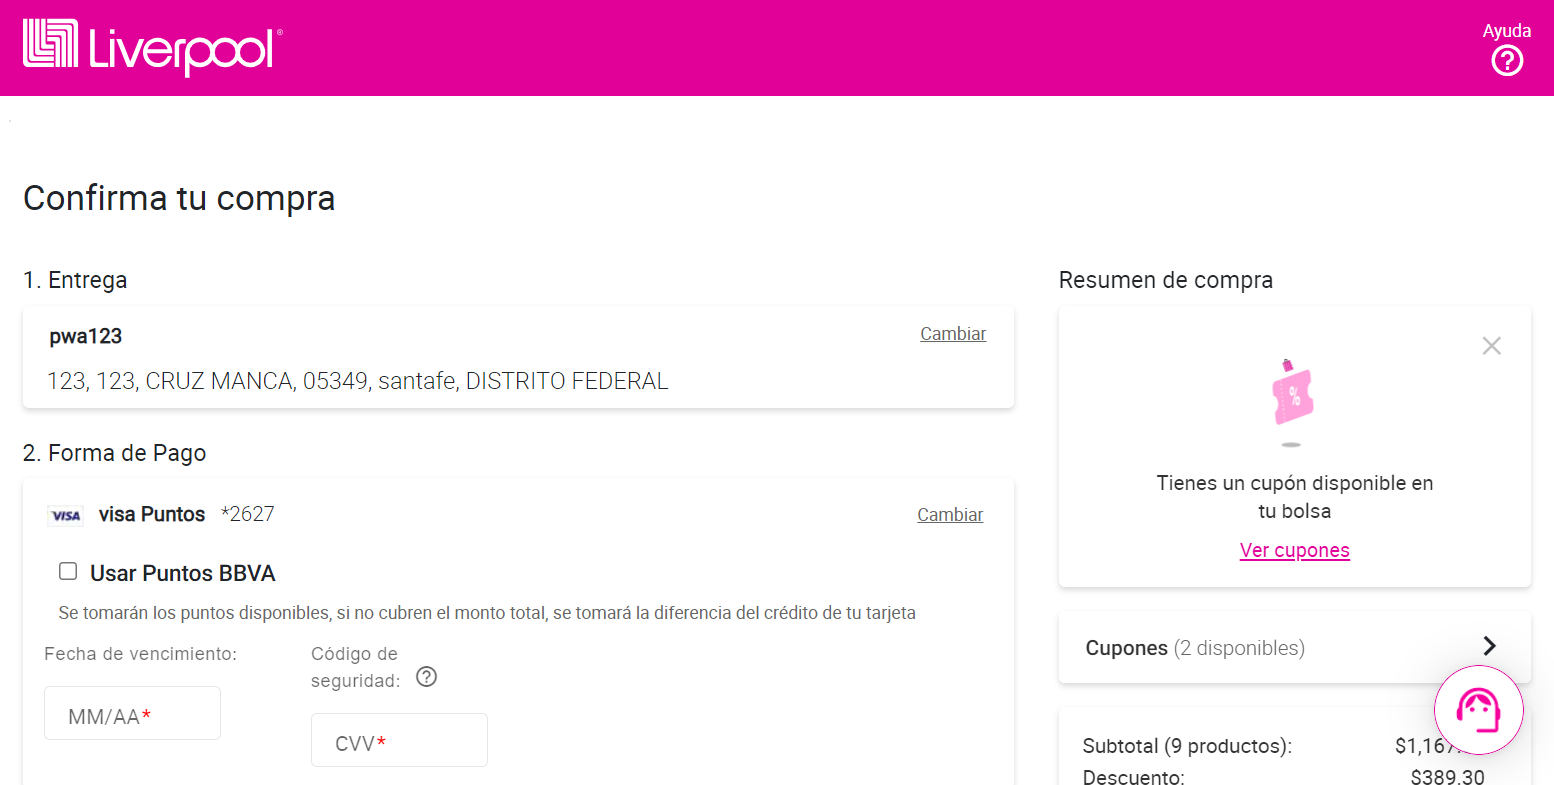 Liverpool®
Ayuda
Confirma tu compra
1. Entrega
pwa123
Cambiar
123, 123, CRUZ MANCA, 05349, santafe, DISTRITO FEDERAL
2. Forma de Pago
VISA visa Puntos *2627
Cambiar
Usar Puntos BBVA
Se tomarán los puntos disponibles, si no cubren el monto total, se tomará la diferencia del crédito de tu tarjeta
Fecha de vencimiento:
MM/AA*
Código de
seguridad:
CVV*
Resumen de compra
%
Tienes un cupón disponible en
tu bolsa
Ver cupones
Cupones (2 disponibles)
Subtotal (9 productos):
Descuento: $389.30